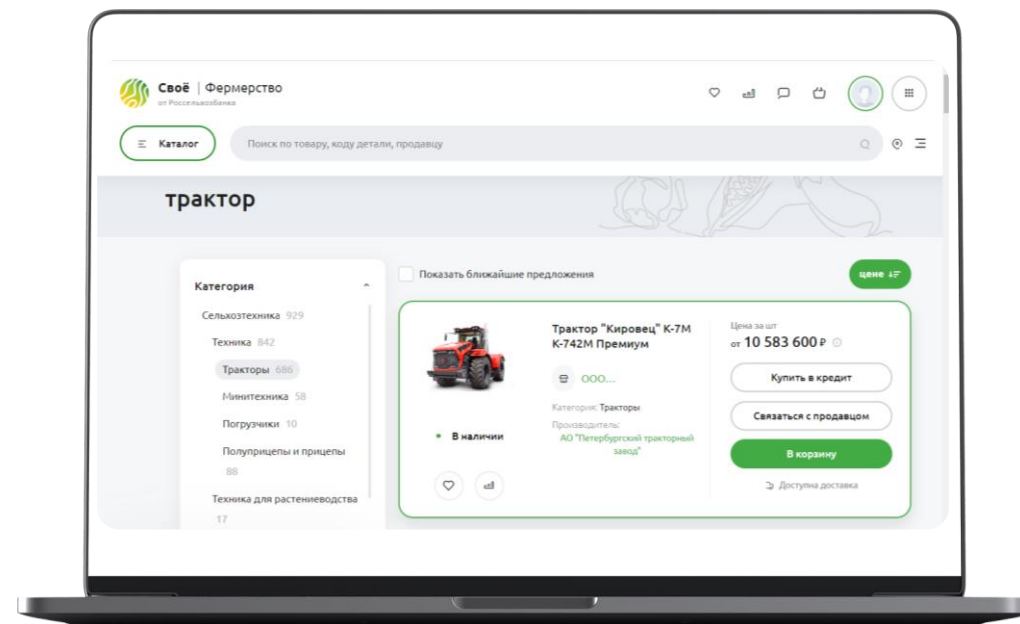 Своё | Фермерство
от Россельхозбанка
Каталог
Поиск по товару, коду детали, продавцу
трактор
Категория
Сельхозтехника 929
Техника 842
Тракторы 686
Минитехника 58
Погрузчики 10
Полуприцепы и прицепы
88
Техника для растениеводства
17
Показать ближайшие предложения
цене
В наличии
Трактор "Кировец" К-7М
К-742М Премиум
ООО...
Категория: Тракторы
Производитель:
АО "Петербургский тракторный
завод"
Цена за шт
от 10 583 600 ₽
Купить в кредит
Связаться с продавцом
В корзину
Доступна доставка